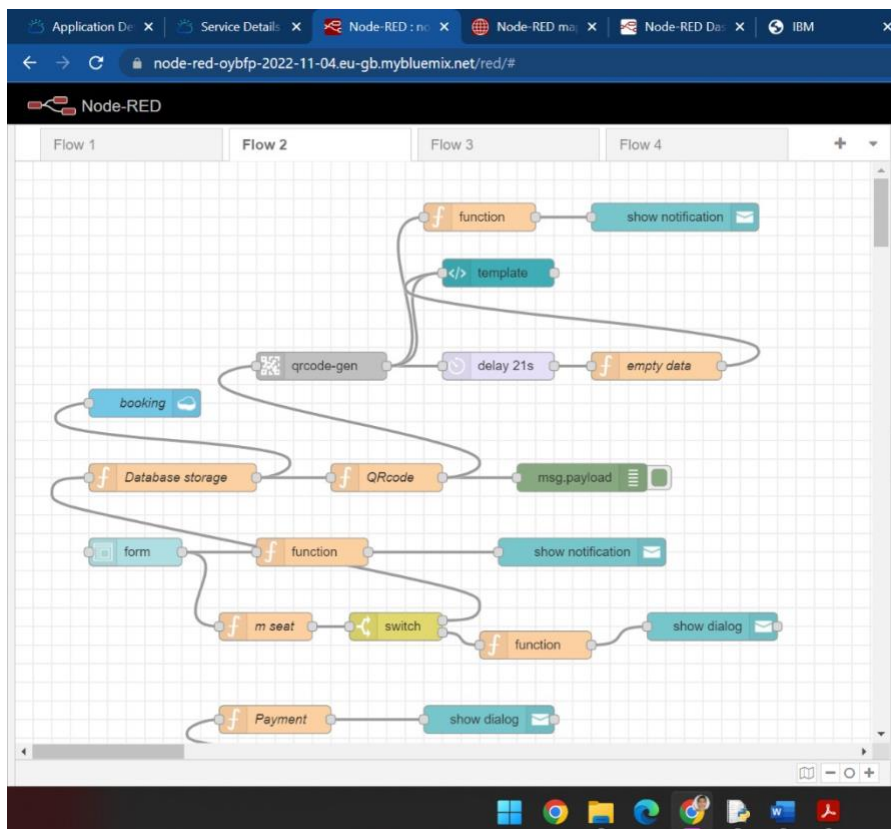 Application De
Service Details
Node-RED : no
Node-RED ma
Node-RED Das
IBM
node-red-oybfp-2022-11-04.eu-gb.mybluemix.net/red/#
Node-RED
Flow 1
Flow 2
Flow 3
Flow 4
function
show notification
template
qrcode-gen
delay 21s
empty data
booking
Database storage
QRcode
msg.payload
form
function
show notification
m seat
switch
function
show dialog
Payment
show dialog